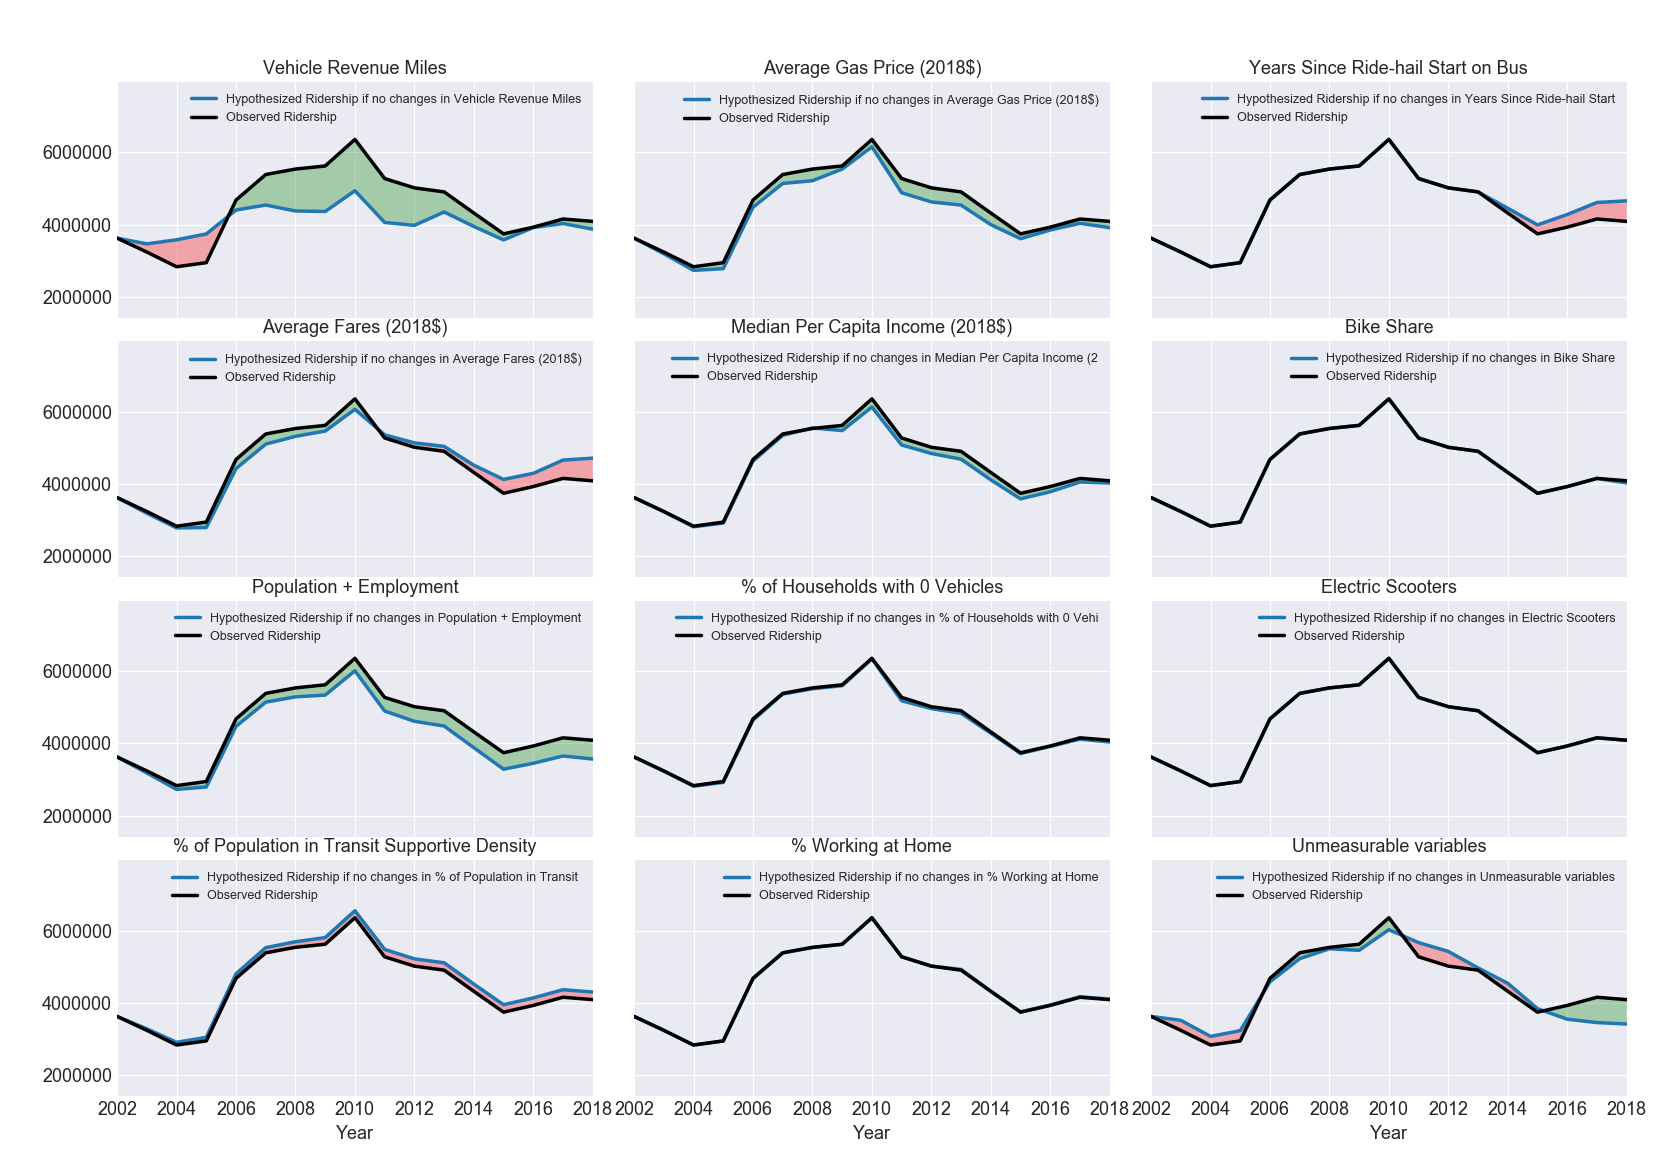 Vehicle Revenue Miles
Hypothesized Ridership if no changes in Vehicle Revenue Miles
Observed Ridership
6000000
4000000
2000000
Average Gas Price (2018$)
Hypothesized Ridership if no changes in Average Gas Price (2018$)
Observed Ridership
Years Since Ride-hail Start on Bus
Hypothesized Ridership if no changes in Years Since Ride-hail Start
Observed Ridership
Average Fares (2018$)
Hypothesized Ridership if no changes in Average Fares (2018$)
Observed Ridership
6000000
4000000
2000000
Median Per Capita Income (2018$)
Hypothesized Ridership if no changes in Median Per Capita Income (2
Observed Ridership
Bike Share
Hypothesized Ridership if no changes in Bike Share
Observed Ridership
Population + Employment
Hypothesized Ridership if no changes in Population + Employment
Observed Ridership
6000000
4000000
2000000
% of Households with 0 Vehicles
Hypothesized Ridership if no changes in % of Households with 0 Vehi
Observed Ridership
Electric Scooters
Hypothesized Ridership if no changes in Electric Scooters
Observed Ridership
% of Population in Transit Supportive Density
Hypothesized Ridership if no changes in % of Population in Transit
Observed Ridership
6000000
4000000
2000000
2002 2004 2006 2008 2010 2012 2014 2016 2018
Year
% Working at Home
Hypothesized Ridership if no changes in % Working at Home
Observed Ridership
2002 2004 2006 2008 2010 2012 2014 2016 2018
Year
Unmeasurable variables
Hypothesized Ridership if no changes in Unmeasurable variables
Observed Ridership
2002 2004 2006 2008 2010 2012 2014 2016 2018
Year